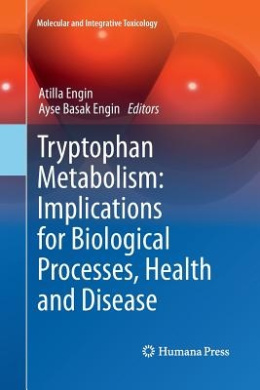 Molecular and Integrative Toxicology
Atilla Engin
Ayse Basak Engin Editors
Tryptophan
Metabolism:
Implications
for Biological
Processes, Health
and Disease
Humana Press